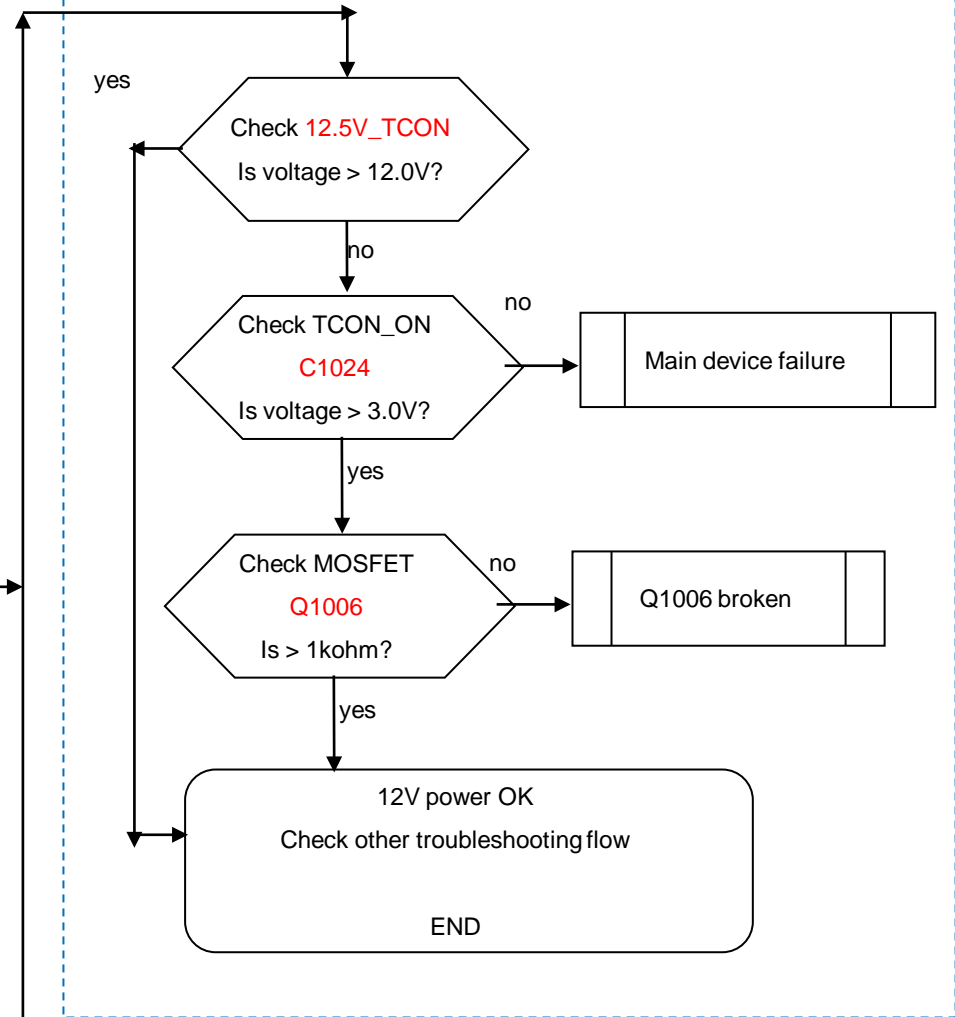 yes
Check 12.5V_TCON
Is voltage > 12.0V?
no
Check TCON_ON
C1024
Is voltage > 3.0V?
no
Main device failure
yes
Check MOSFET
Q1006
Is > 1kohm?
no
Q1006 broken
yes
12V power OK
Check other troubleshooting flow
END